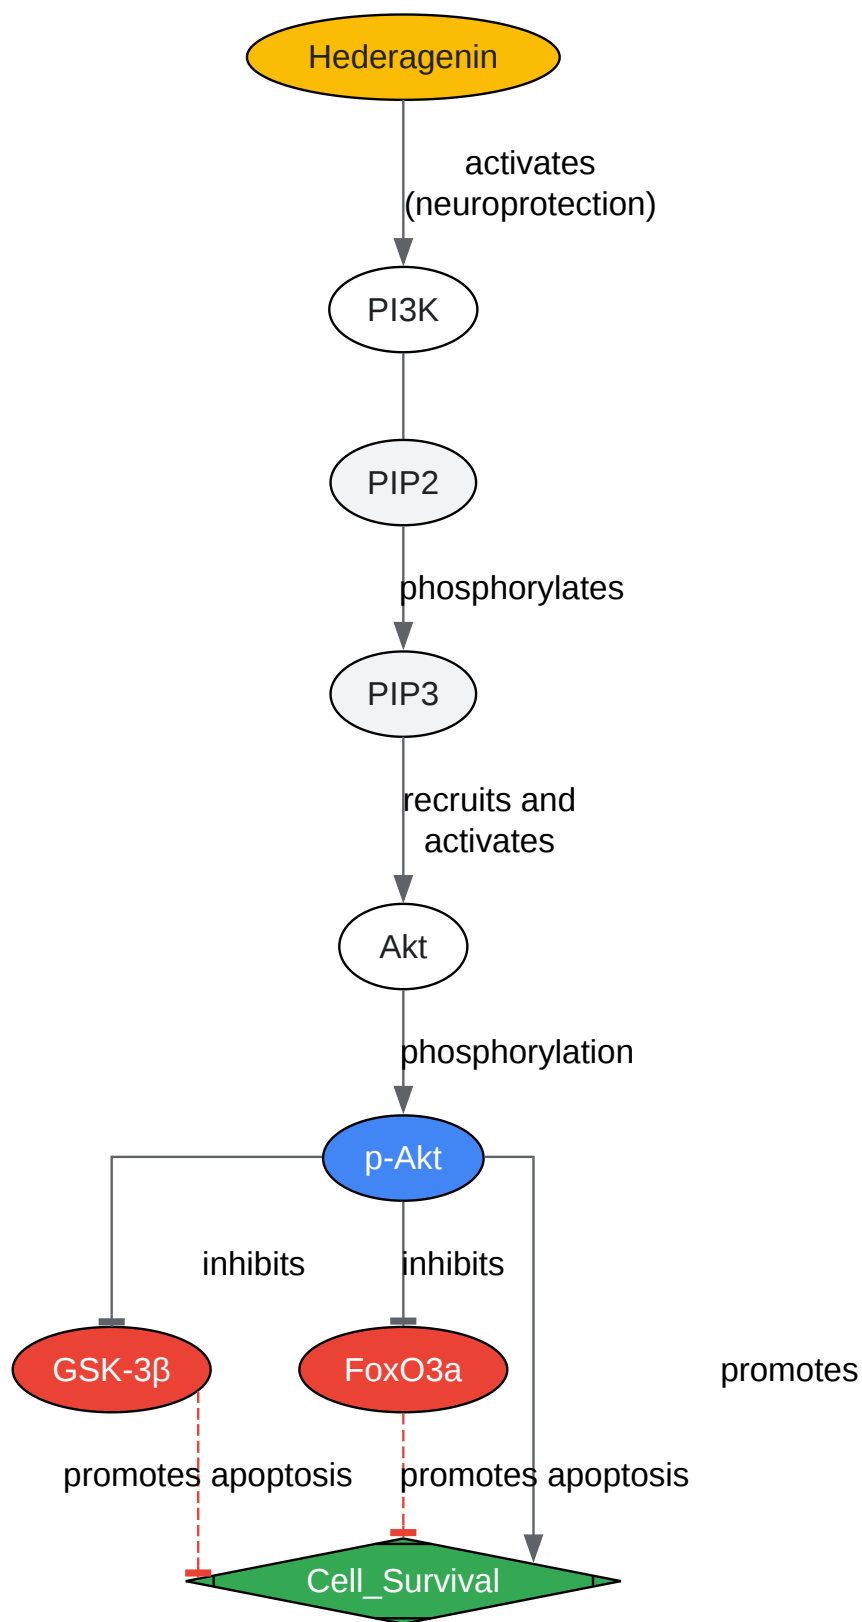 Hederagenin
activates
(neuroprotection)
PI3K
PIP2
phosphorylates
PIP3
recruits and
activates
Akt
phosphorylation
p-Akt
inhibits
inhibits
GSK-3β
FoxO3a
promotes
promotes apoptosis
promotes apoptosis
Cell_Survival